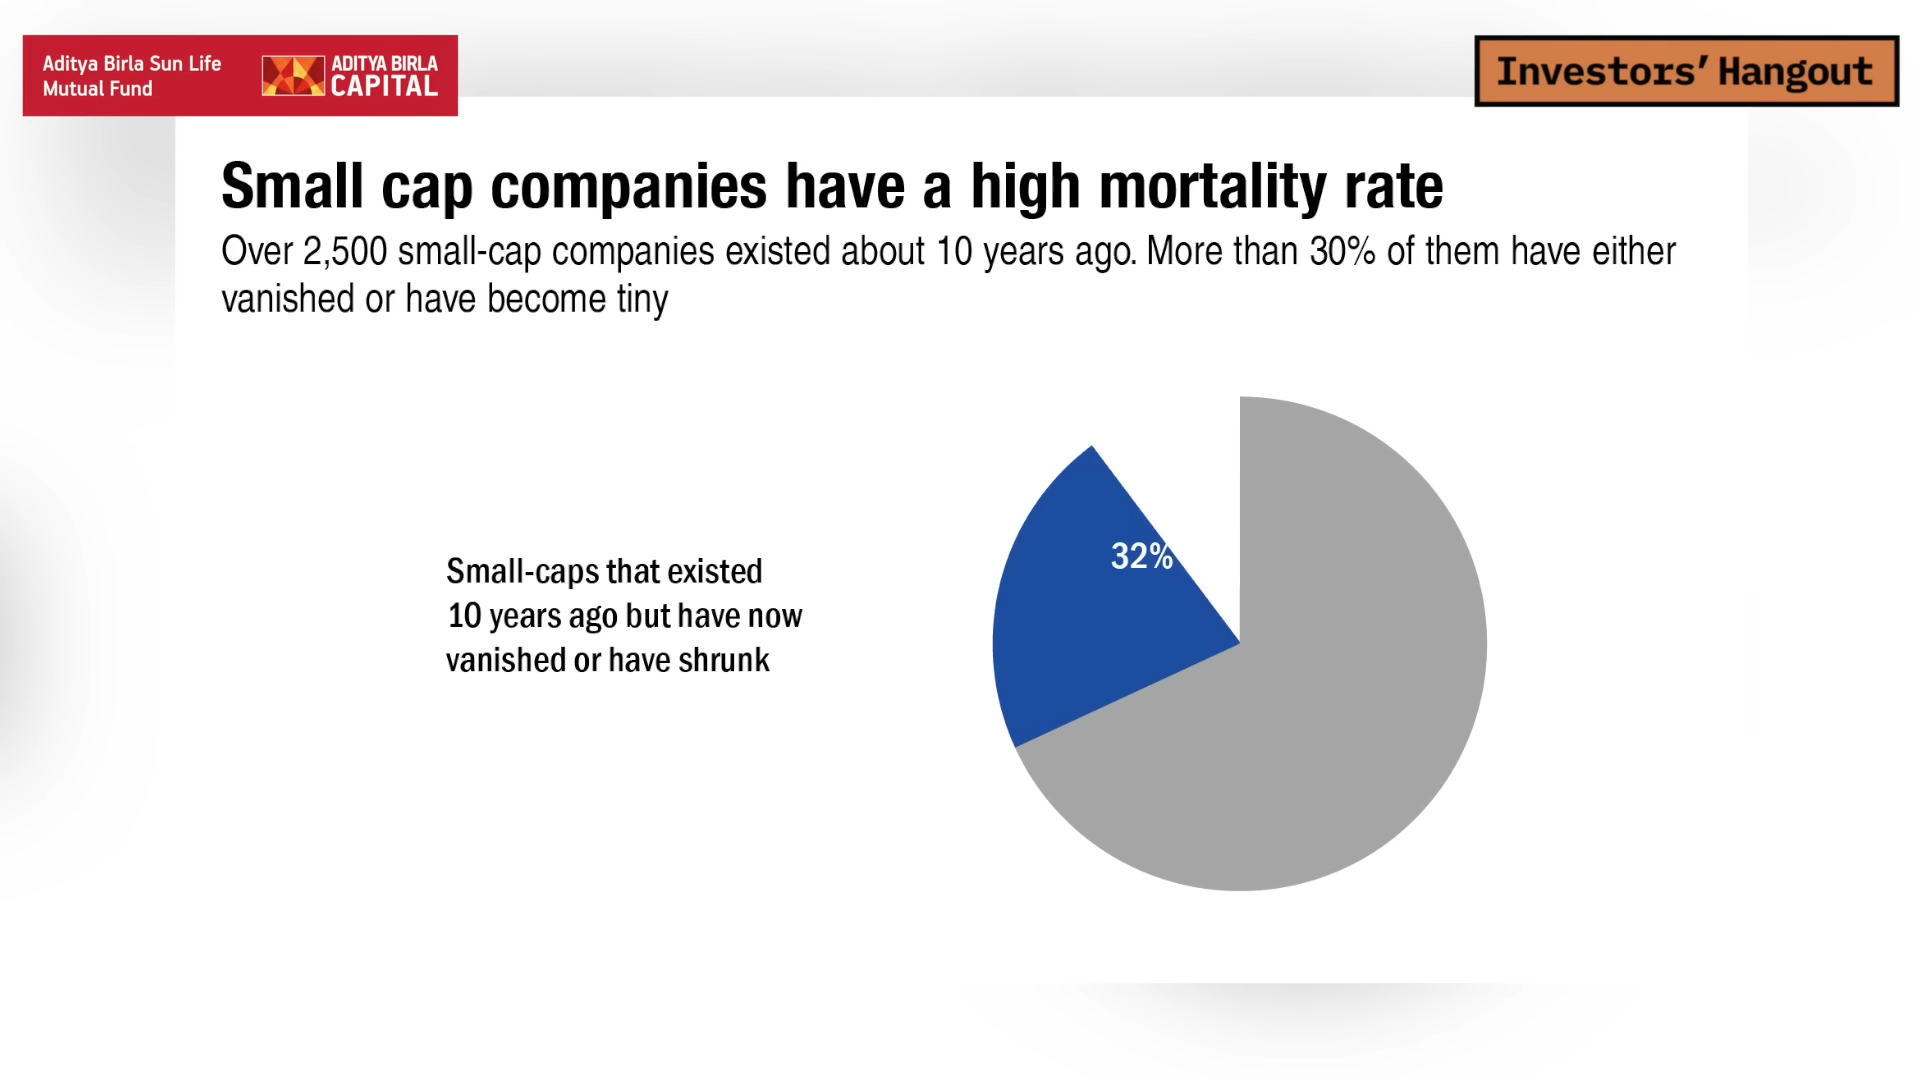 Aditya Birla Sun Life
Mutual Fund
ADITYA BIRLA
CAPITAL
Investors’ Hangout
Small cap companies have a high mortality rate
Over 2,500 small-cap companies existed about 10 years ago. More than 30% of them have either
vanished or have become tiny
Small-caps that existed
10 years ago but have now
vanished or have shrunk
32%